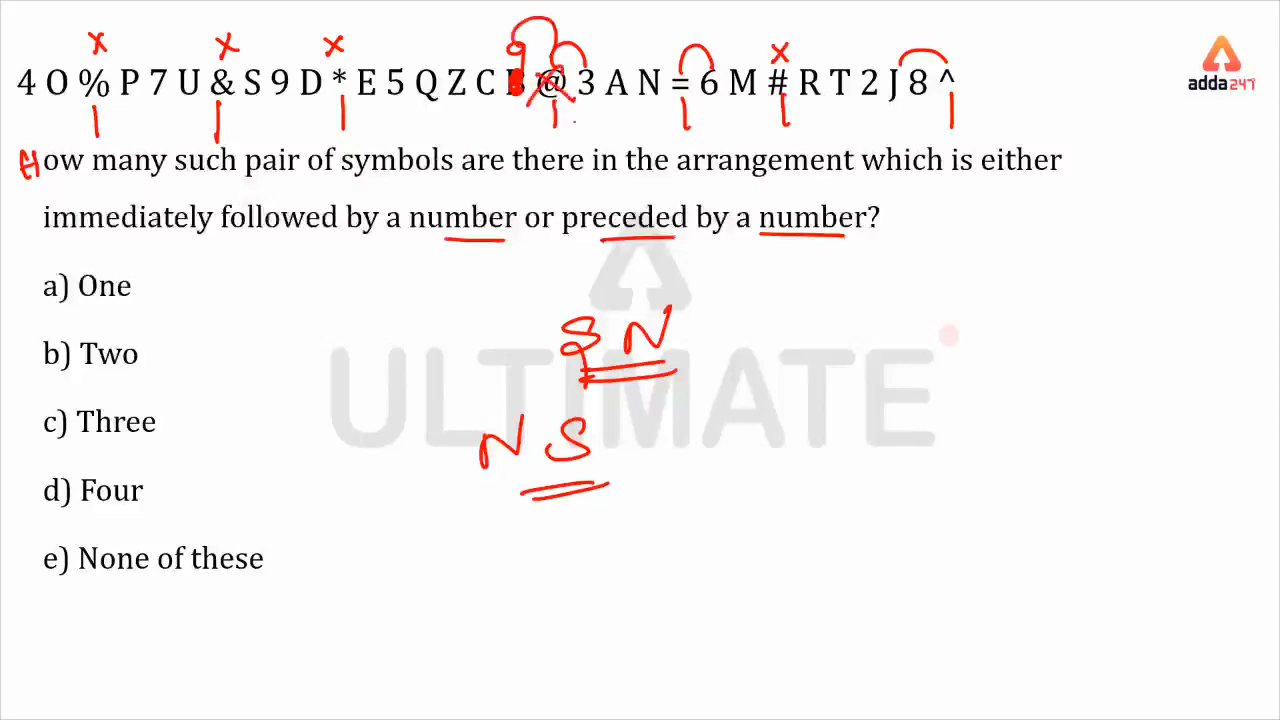 x x x 9 x
4 O % P 7 U & S 9 D * E 5 Q Z C @ 3 A N = 6 M # R T 2 J 8 ^
adda247
How many such pair of symbols are there in the arrangement which is either
immediately followed by a number or preceded by a number?
a) One
b) Two
S N
c) Three
ULTIMATE
N S
d) Four
e) None of these